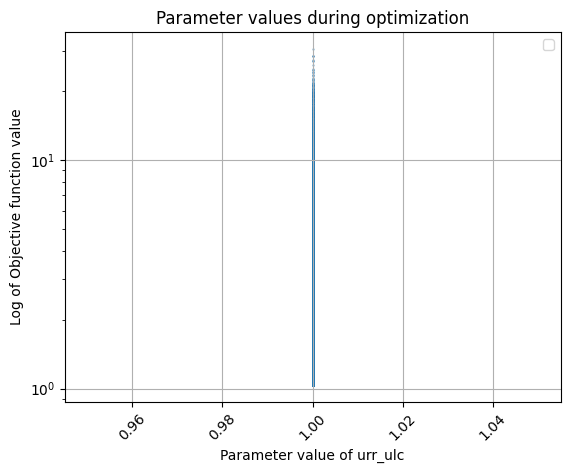 Parameter values during optimization
Log of Objective function value
10¹
10⁰
0.96
0.98
1.00
1.02
1.04
Parameter value of urr_ulc